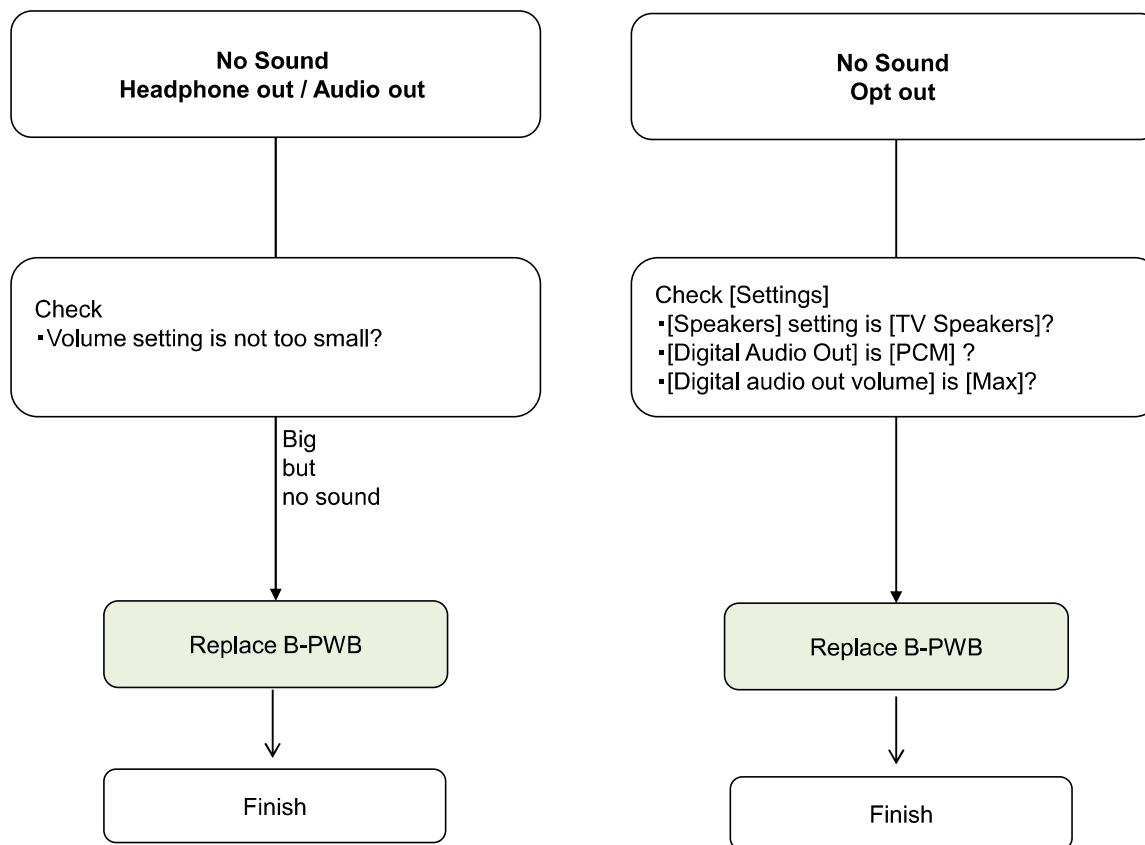 No Sound
Headphone out / Audio out
Check
▪Volume setting is not too small?
Big
but
no sound
Replace B-PWB
Finish
No Sound
Opt out
Check [Settings]
▪[Speakers] setting is [TV Speakers]?
▪[Digital Audio Out] is [PCM] ?
▪[Digital audio out volume] is [Max]?
Replace B-PWB
Finish